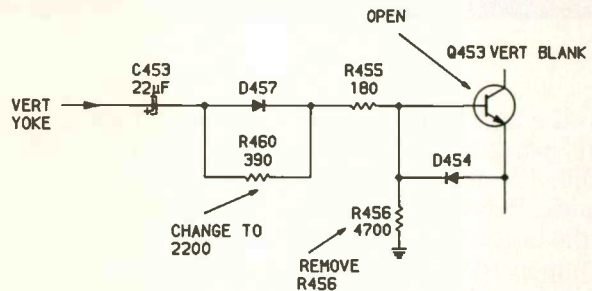 OPEN
Q453 VERT BLANK
C453
22µF
D457
R455
180
VERT
YOKE
R460
390
D454
CHANGE TO
2200
R456
4700
REMOVE
R456